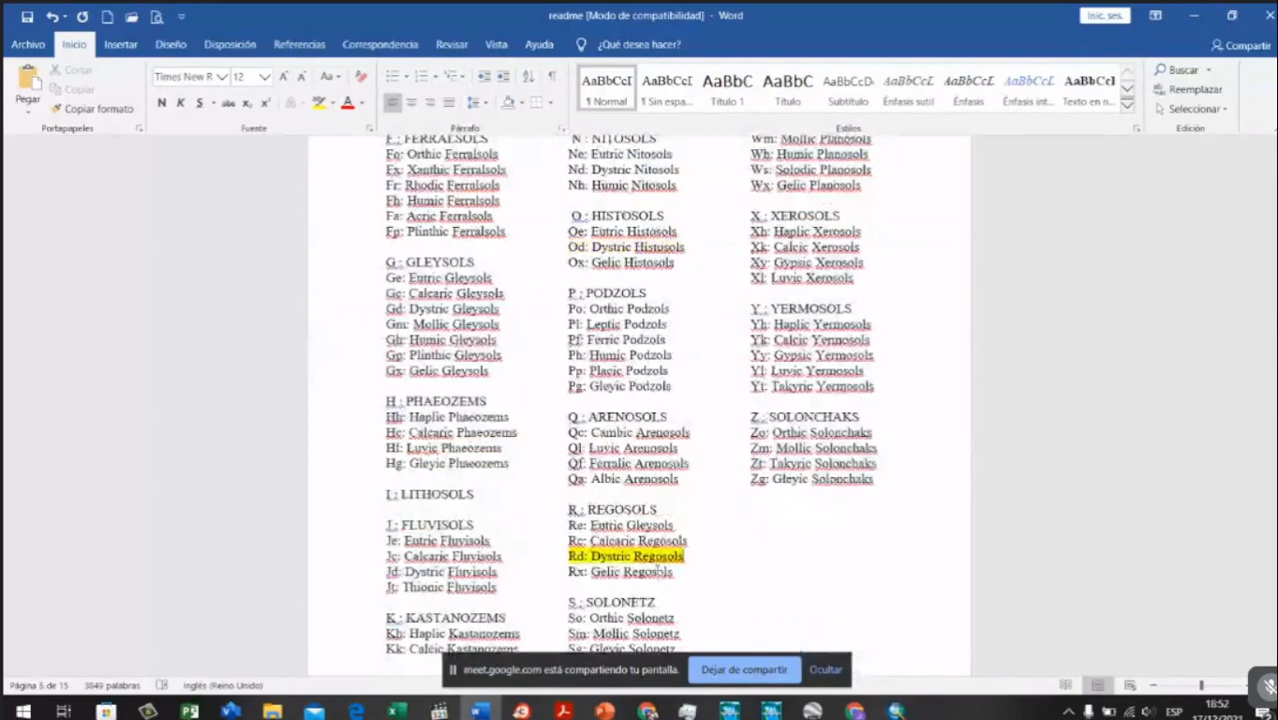 readme [Modo de compatibilidad] - Word
Inic. ses.
Archivo Inicio Insertar Diseño Disposición Referencias Correspondencia Revisar Vista Ayuda ¿Qué desea hacer? Compartir
Pegar
Cortar
Copiar
Copiar formato
Portapapeles
Times New R 12
N K S abc x₂ x²
Fuente
Párrafo
AaBbCcI AaBbCcI AaBbC AaBbC AaBbCcD AaBbCcDi AaBbCcDi AaBbCcDi AaBbCcI
¶ Normal ¶ Sin espa... Título 1 Título Subtítulo Énfasis sutil Énfasis Énfasis int... Texto en n...
Estilos
Buscar
Reemplazar
Seleccionar
Edición
F : FERRALSOLS
Fo: Orthic Ferralsols
Fx: Xanthic Ferralsols
Fr: Rhodic Ferralsols
Fh: Humic Ferralsols
Fa: Acric Ferralsols
Fp: Plinthic Ferralsols
G : GLEYSOLS
Ge: Eutric Gleysols
Gc: Calcaric Gleysols
Gd: Dystric Gleysols
Gm: Mollic Gleysols
Gh: Humic Gleysols
Gp: Plinthic Gleysols
Gx: Gelic Gleysols
H : PHAEOZEMS
Hh: Haplic Phaeozems
Hc: Calcaric Phaeozems
Hl: Luvic Phaeozems
Hg: Gleyic Phaeozems
I : LITHOSOLS
J : FLUVISOLS
Je: Eutric Fluvisols
Jc: Calcaric Fluvisols
Jd: Dystric Fluvisols
Jt: Thionic Fluvisols
K : KASTANOZEMS
Kh: Haplic Kastanozems
Kk: Calcic Kastanozems
N : NITOSOLS
Ne: Eutric Nitosols
Nd: Dystric Nitosols
Nh: Humic Nitosols
O : HISTOSOLS
Oe: Eutric Histosols
Od: Dystric Histosols
Ox: Gelic Histosols
P : PODZOLS
Po: Orthic Podzols
Pl: Leptic Podzols
Pf: Ferric Podzols
Ph: Humic Podzols
Pp: Placic Podzols
Pg: Gleyic Podzols
Q : ARENOSOLS
Qc: Cambic Arenosols
Ql: Luvic Arenosols
Qf: Ferralic Arenosols
Qa: Albic Arenosols
R : REGOSOLS
Re: Eutric Gleysols
Rc: Calcaric Regosols
Rd: Dystric Regosols
Rx: Gelic Regosols
S : SOLONETZ
So: Orthic Solonetz
Sm: Mollic Solonetz
Sg: Gleyic Solonetz
Wm: Mollic Planosols
Wh: Humic Planosols
Ws: Solodic Planosols
Wx: Gelic Planosols
X : XEROSOLS
Xh: Haplic Xerosols
Xk: Calcic Xerosols
Xy: Gypsic Xerosols
Xl: Luvic Xerosols
Y : YERMOSOLS
Yh: Haplic Yermosols
Yk: Calcic Yermosols
Yy: Gypsic Yermosols
Yl: Luvic Yermosols
Yt: Takyric Yermosols
Z : SOLONCHAKS
Zo: Orthic Solonchaks
Zm: Mollic Solonchaks
Zt: Takyric Solonchaks
Zg: Gleyic Solonchaks
meet.google.com está compartiendo tu pantalla. Dejar de compartir Ocultar
Página 5 de 15 3849 palabras Inglés (Reino Unido)
ESP
18:52
17/12/2021